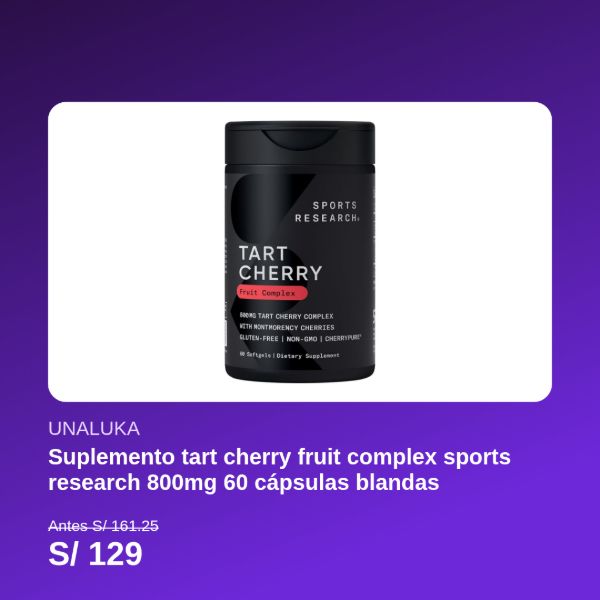 SPORTS
RESEARCH
TART
CHERRY
Fruit Complex
800MG TART CHERRY COMPLEX
WITH MONTMORENCY CHERRIES
GLUTEN-FREE | NON-GMO | CHERRYPURE®
60 Softgels | Dietary Supplement
UNALUKA
Suplemento tart cherry fruit complex sports
research 800mg 60 cápsulas blandas
Antes S/ 161.25
S/ 129